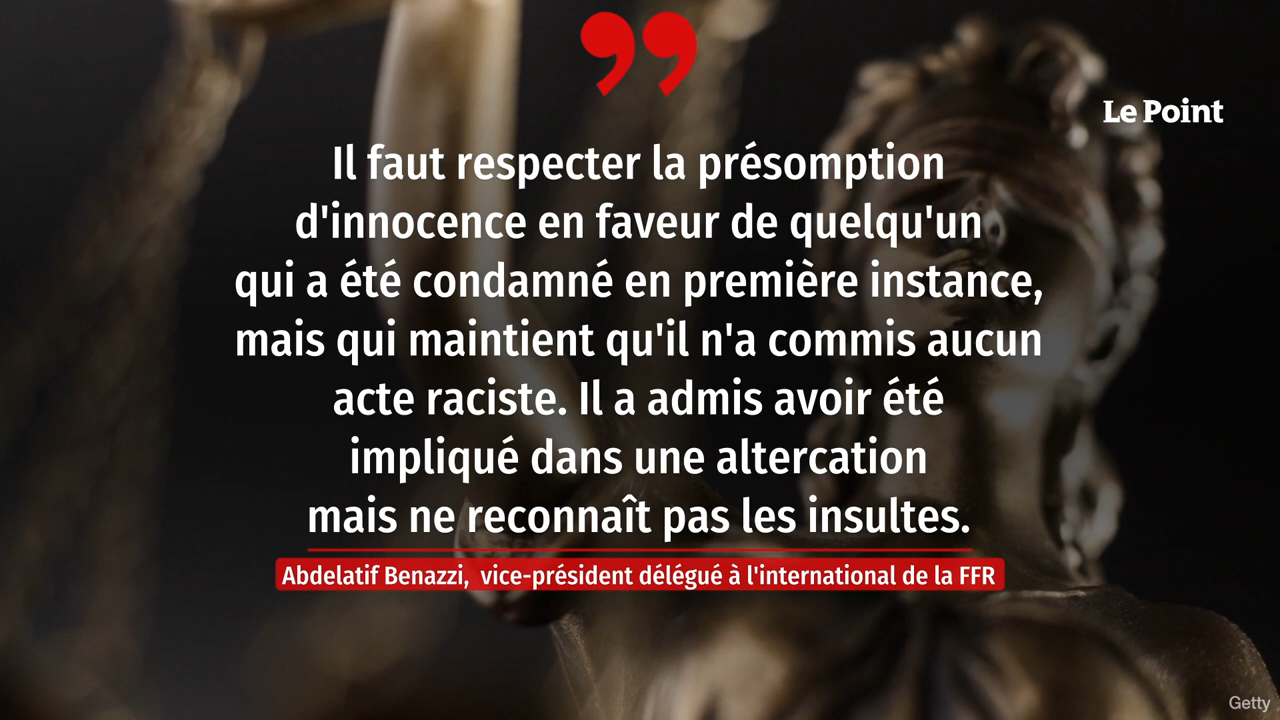 ”
Le Point
Il faut respecter la présomption
d'innocence en faveur de quelqu'un
qui a été condamné en première instance,
mais qui maintient qu'il n'a commis aucun
acte raciste. Il a admis avoir été
impliqué dans une altercation
mais ne reconnaît pas les insultes.
Abdelatif Benazzi,  vice-président délégué à l'international de la FFR
Getty